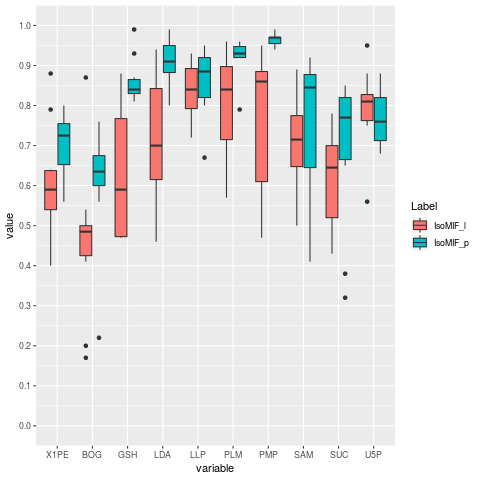 1.0
0.9
0.8
0.7
0.6
0.5
0.4
0.3
0.2
0.1
0.0
value
X1PE BOG GSH LDA LLP PLM PMP SAM SUC U5P
variable
Label
IsoMIF_l
IsoMIF_p